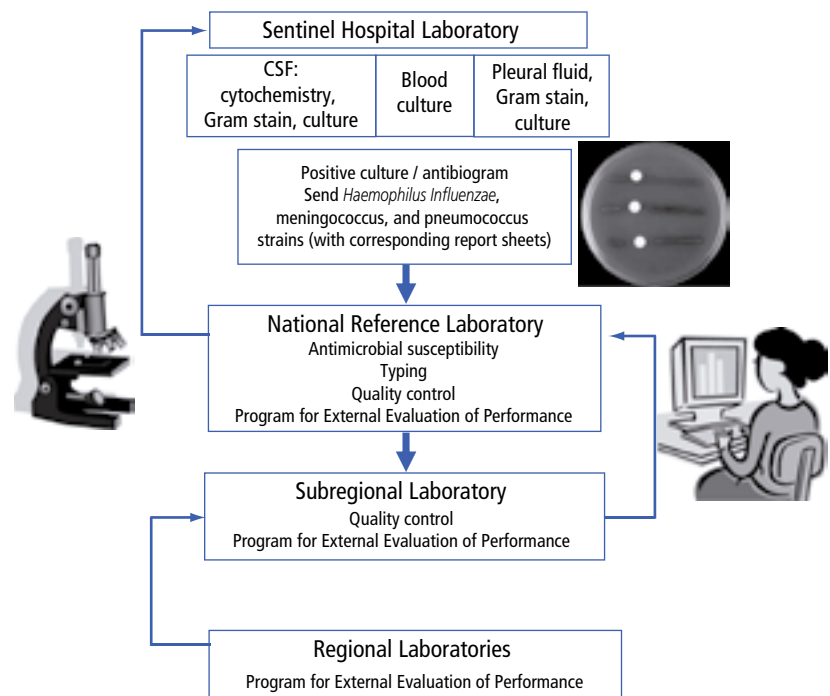 Sentinel Hospital Laboratory
CSF:
cytochemistry,
Gram stain, culture
Blood
culture
Pleural fluid,
Gram stain,
culture
Positive culture / antibiogram
Send Haemophilus Influenzae,
meningococcus, and pneumococcus
strains (with corresponding report sheets)
National Reference Laboratory
Antimicrobial susceptibility
Typing
Quality control
Program for External Evaluation of Performance
Subregional Laboratory
Quality control
Program for External Evaluation of Performance
Regional Laboratories
Program for External Evaluation of Performance